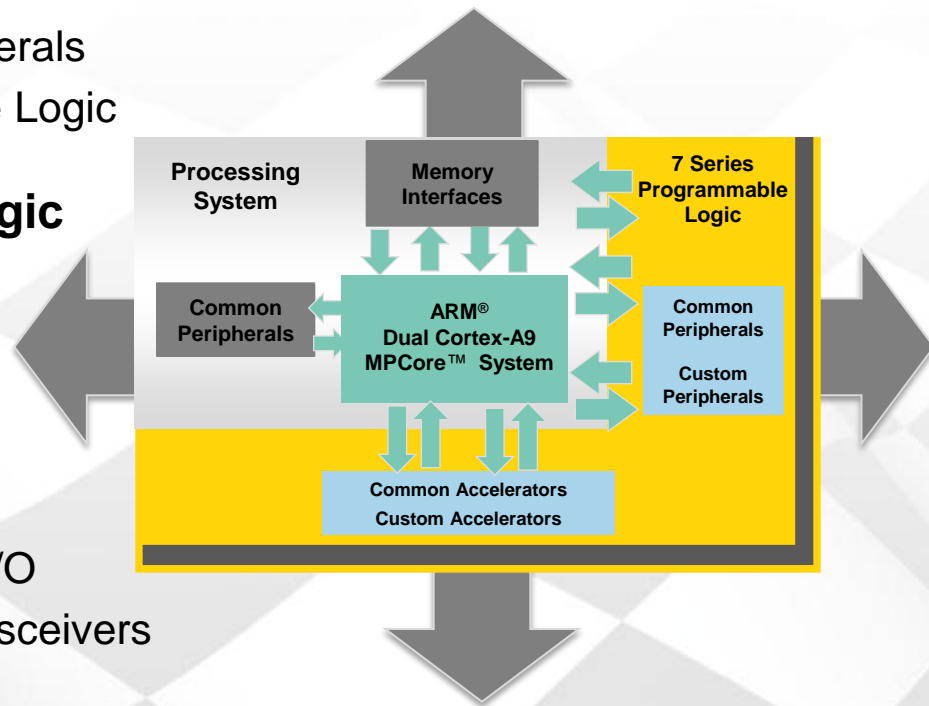 erals
Logic
gic
/O
sceivers
Processing
System
Memory
Interfaces
7 Series
Programmable
Logic
Common
Peripherals
ARM®
Dual Cortex-A9
MPCore™ System
Common
Peripherals
Custom
Peripherals
Common Accelerators
Custom Accelerators